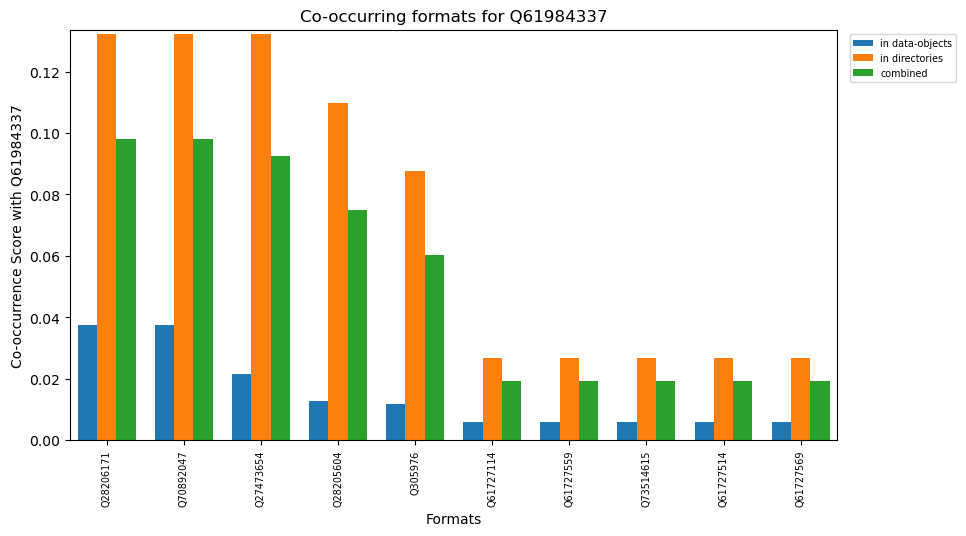 Co-occurring formats for Q61984337
in data-objects
in directories
combined
Co-occurrence Score with Q61984337
0.12
0.10
0.08
0.06
0.04
0.02
0.00
Q28206171
Q70892047
Q27473654
Q28205604
Q305976
Q61727114
Q61727559
Q73514615
Q61727514
Q61727569
Formats